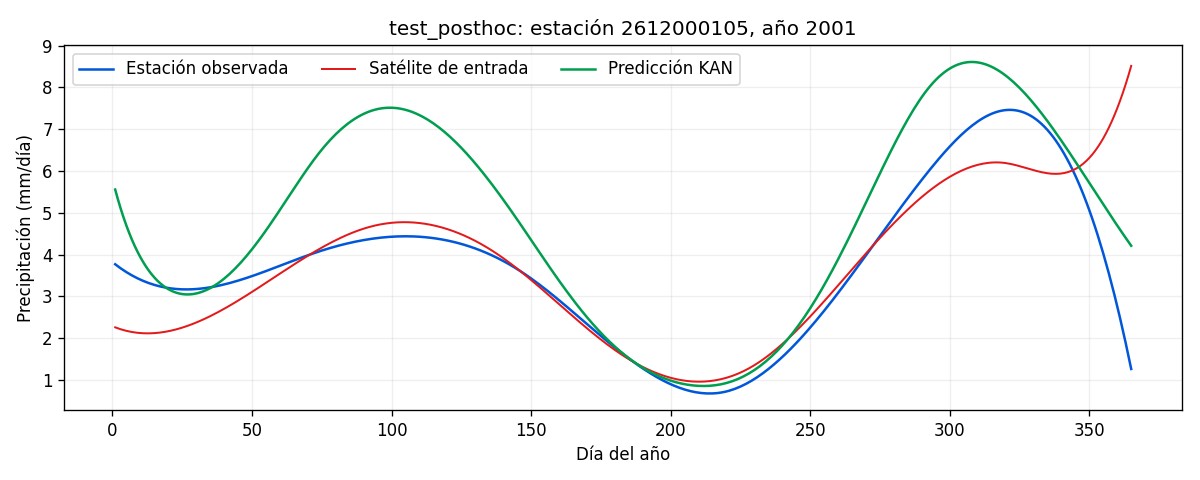 test_posthoc: estación 2612000105, año 2001
Estación observada
Satélite de entrada
Predicción KAN
Precipitación (mm/día)
9
8
7
6
5
4
3
2
1
0
50
100
150
200
250
300
350
Día del año